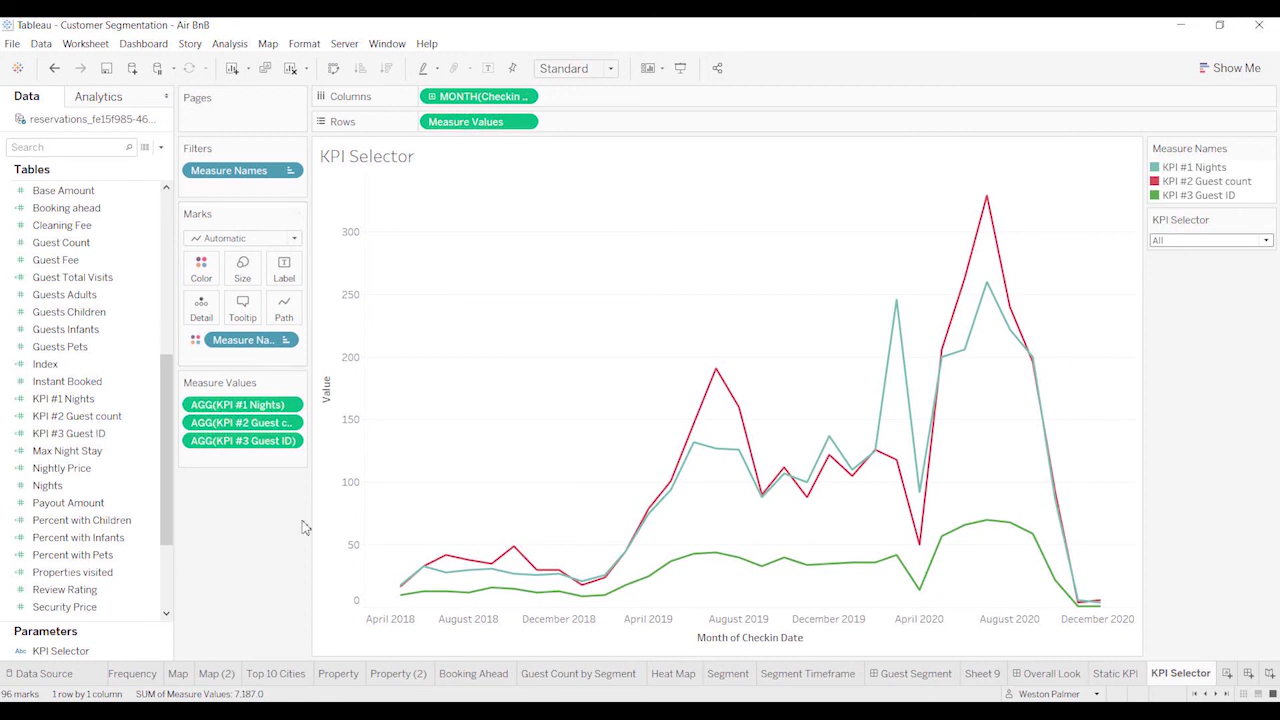 Tableau - Customer Segmentation - Air BnB
File Data Worksheet Dashboard Story Analysis Map Format Server Window Help
Standard
Show Me
Data Analytics
reservations_fe15f985-46...
Search
Tables
Base Amount
Booking ahead
Cleaning Fee
Guest Count
Guest Fee
Guest Total Visits
Guests Adults
Guests Children
Guests Infants
Guests Pets
Index
Instant Booked
KPI #1 Nights
KPI #2 Guest count
KPI #3 Guest ID
Max Night Stay
Nightly Price
Nights
Payout Amount
Percent with Children
Percent with Infants
Percent with Pets
Properties visited
Review Rating
Security Price
Parameters
Abc KPI Selector
Pages
Filters
Measure Names
Marks
Automatic
Color Size Label
Detail Tooltip Path
Measure Na..
Measure Values
AGG(KPI #1 Nights)
AGG(KPI #2 Guest c..
AGG(KPI #3 Guest ID)
Columns MONTH(Checkin ..
Rows Measure Values
KPI Selector
300
250
200
150
100
50
0
Value
April 2018 August 2018 December 2018 April 2019 August 2019 December 2019 April 2020 August 2020 December 2020
Month of Checkin Date
Measure Names
KPI #1 Nights
KPI #2 Guest count
KPI #3 Guest ID
KPI Selector
All
Data Source Frequency Map Map (2) Top 10 Cities Property Property (2) Booking Ahead Guest Count by Segment Heat Map Segment Segment Timeframe Guest Segment Sheet 9 Overall Look Static KPI KPI Selector
96 marks 1 row by 1 column SUM of Measure Values: 7,187.0 Weston Palmer